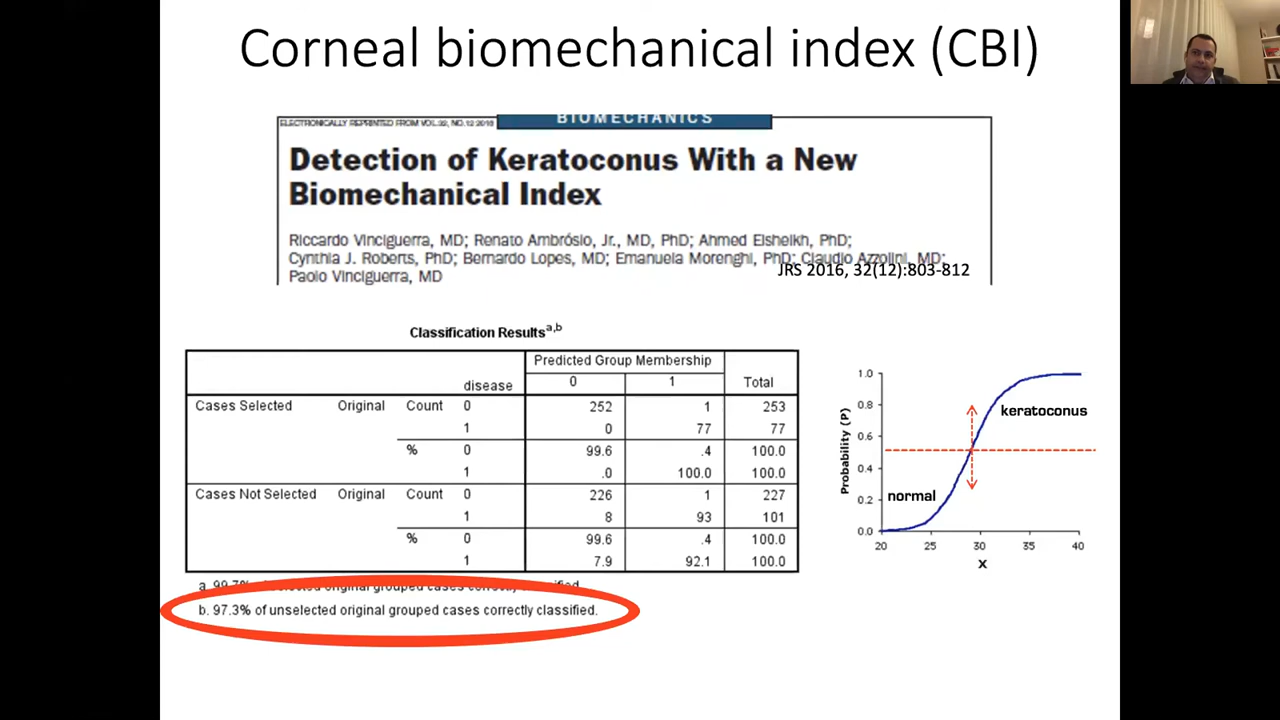 Corneal biomechanical index (CBI)
ELECTRONICALLY REPRINTED FROM VOL.32, NO.12 2016
BIOMECHANICS
Detection of Keratoconus With a New
Biomechanical Index
Riccardo Vinciguerra, MD; Renato Ambrósio, Jr., MD, PhD; Ahmed Elsheikh, PhD;
Cynthia J. Roberts, PhD; Bernardo Lopes, MD; Emanuela Morenghi, PhD; Claudio Azzolini, MD;
Paolo Vinciguerra, MD
JRS 2016, 32(12):803-812
Classification Results a,b
Predicted Group Membership
disease 0 1 Total
Cases Selected Original Count 0 252 1 253
1 0 77 77
% 0 99.6 .4 100.0
1 .0 100.0 100.0
Cases Not Selected Original Count 0 226 1 227
1 8 93 101
% 0 99.6 .4 100.0
1 7.9 92.1 100.0
a. 99.7% of selected original grouped cases correctly classified.
b. 97.3% of unselected original grouped cases correctly classified.
Probability (P)
1.0
0.8
0.6
0.4
0.2
0.0
keratoconus
normal
20 25 30 35 40
X